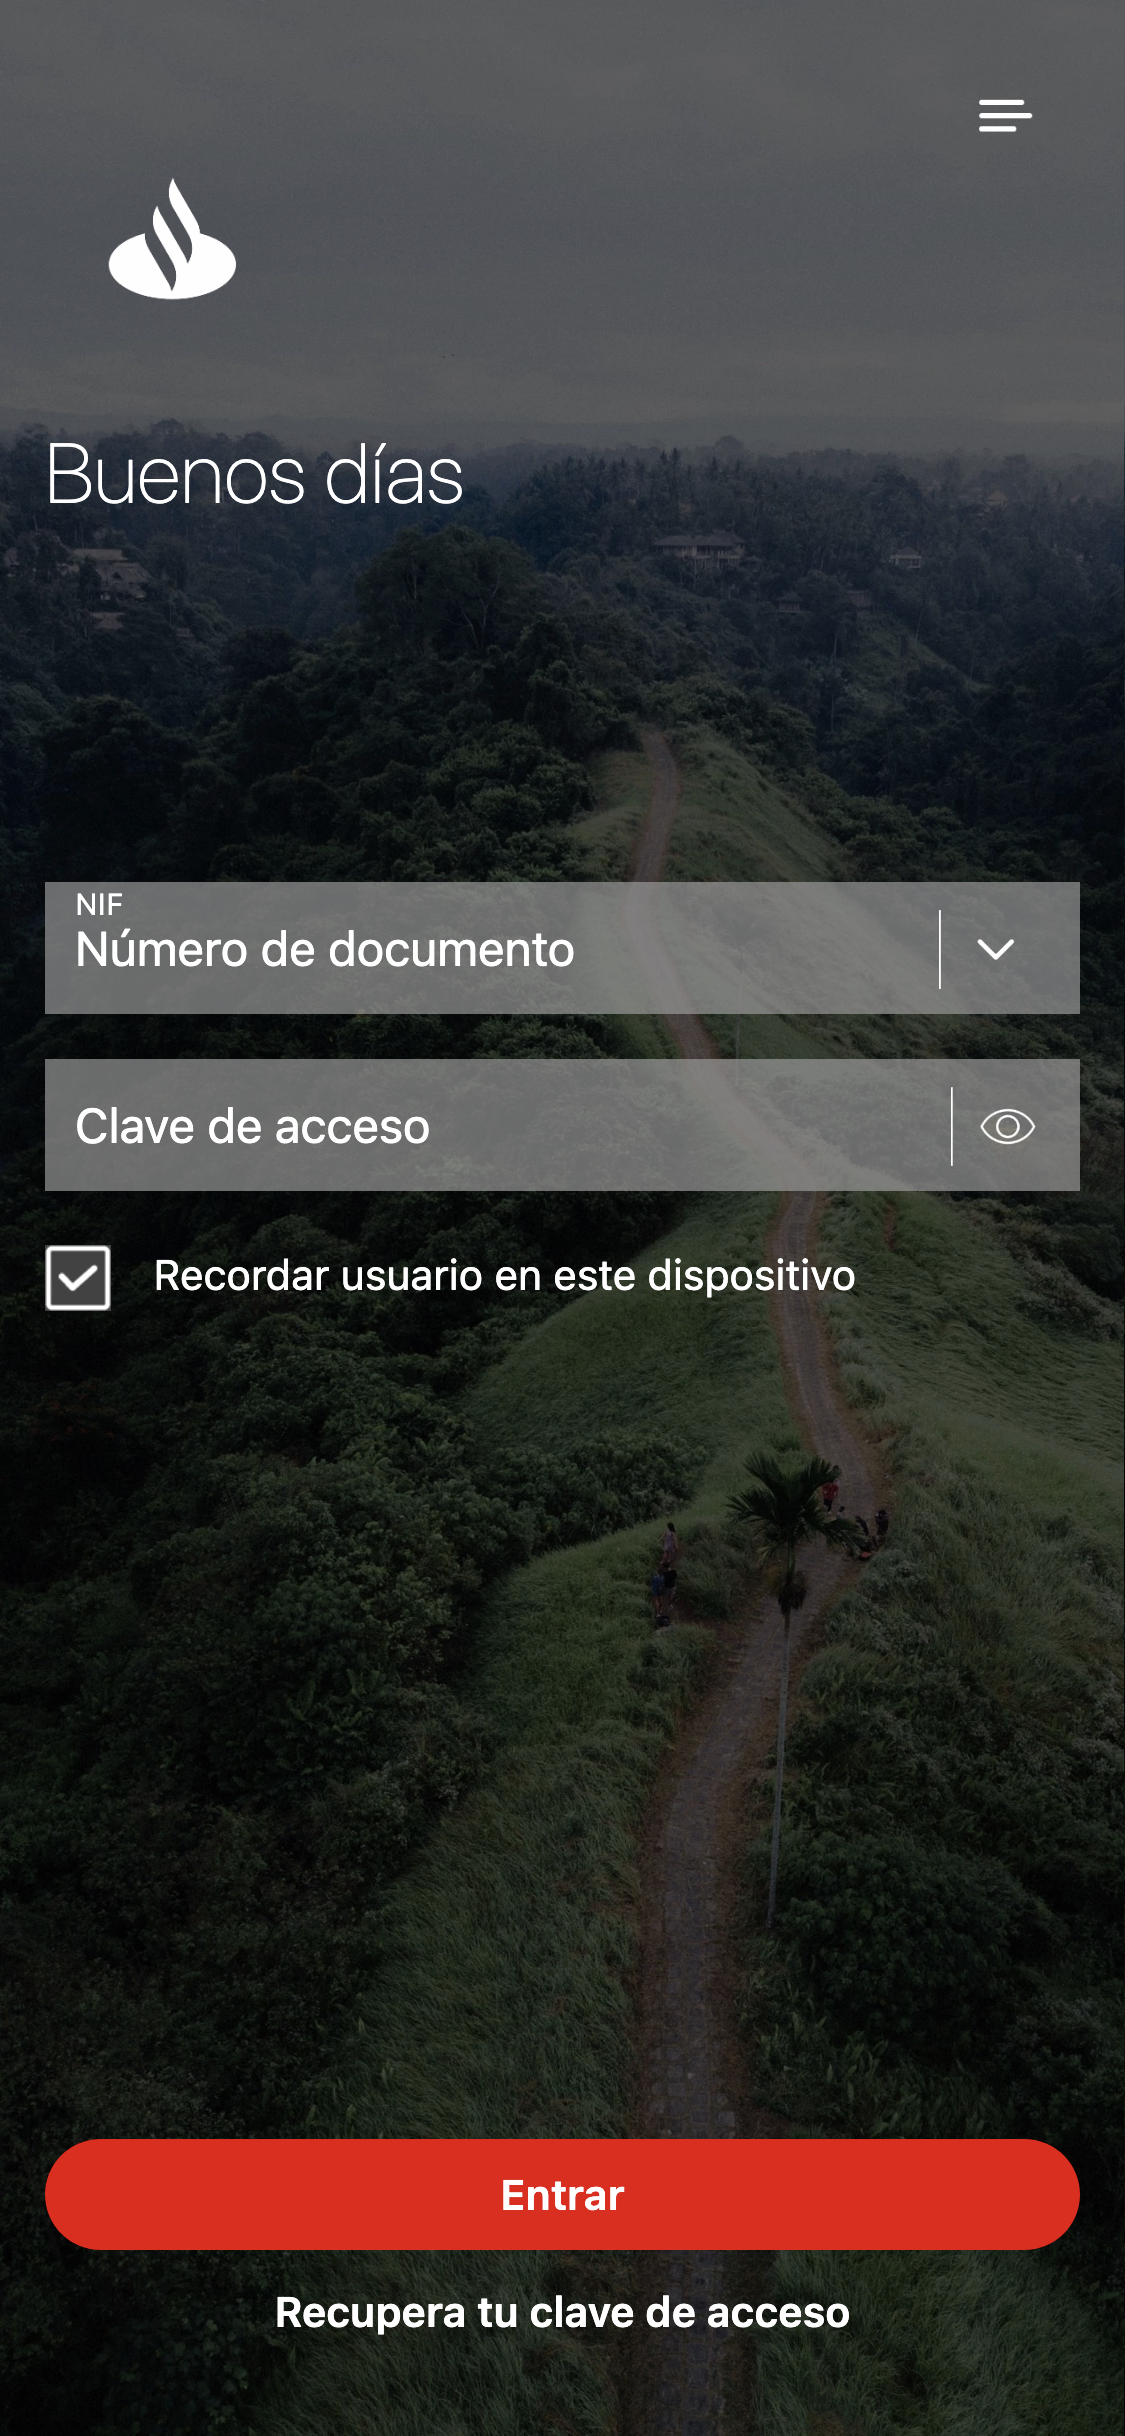 Buenos días
NIF
Número de documento
Clave de acceso
Recordar usuario en este dispositivo
Entrar
Recupera tu clave de acceso